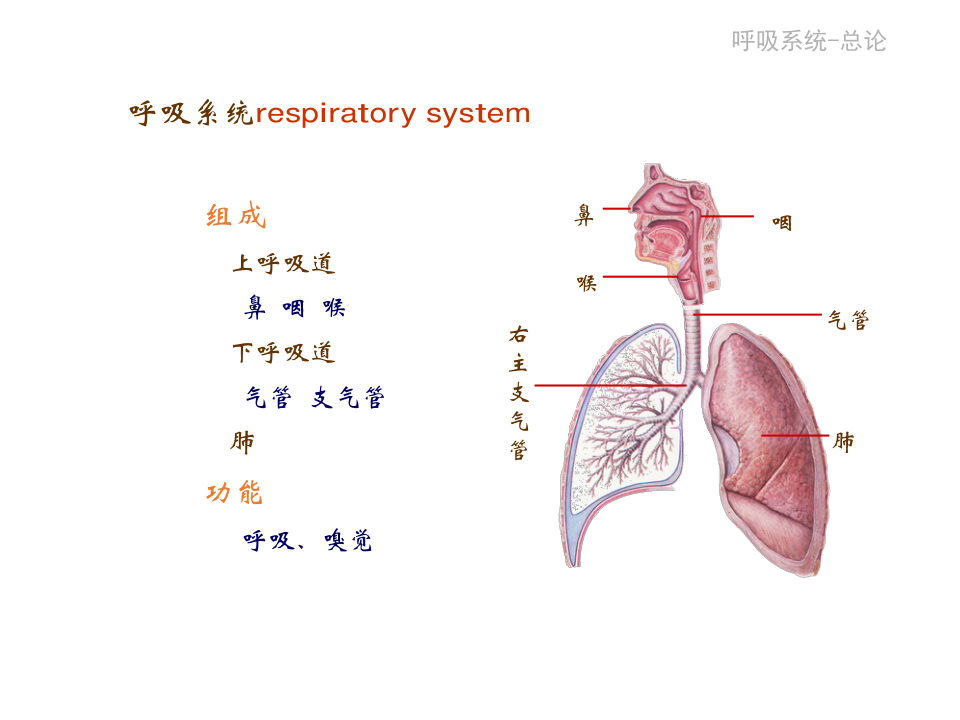 呼吸系统-总论
呼吸系统respiratory system
组成
上呼吸道
鼻 咽 喉
下呼吸道
气管 支气管
肺
功能
呼吸、嗅觉
鼻
咽
喉
气管
右主支气管
肺